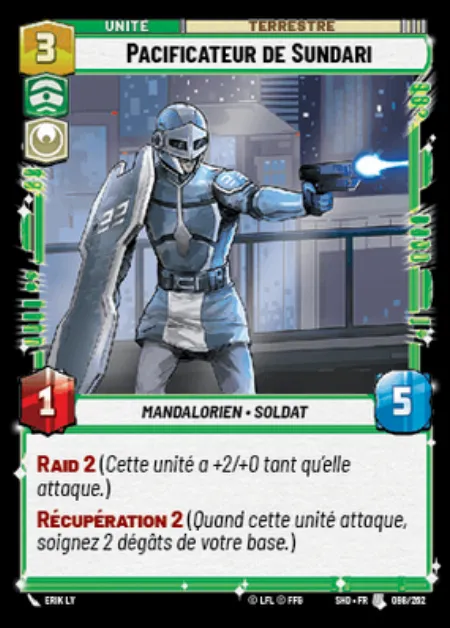 UNITÉ
TERRESTRE
3
PACIFICATEUR DE SUNDARI
33
1
MANDALORIEN • SOLDAT
5
RAID 2 (Cette unité a +2/+0 tant qu'elle
attaque.)
RÉCUPÉRATION 2 (Quand cette unité attaque,
soignez 2 dégâts de votre base.)
ERIK LY
© LFL © FFG
SHD • FR
098/262